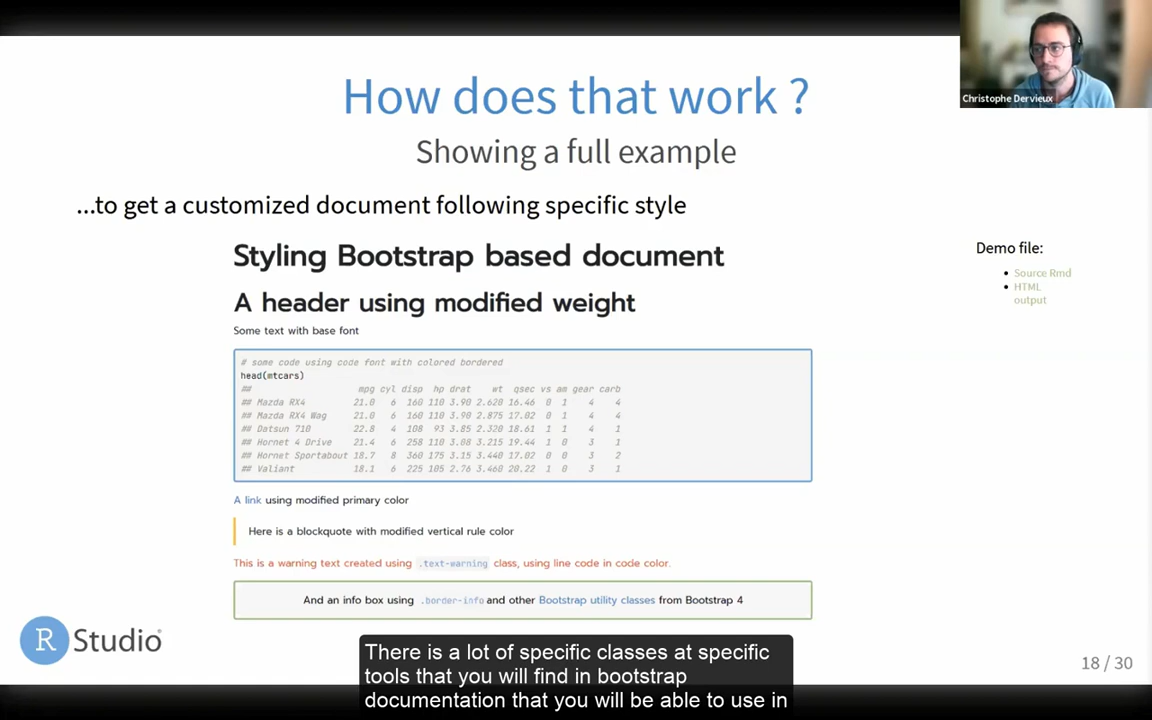 Christophe Dervieux
How does that work ?
Showing a full example
...to get a customized document following specific style
Demo file:
• Source Rmd
• HTML
output
Styling Bootstrap based document
A header using modified weight
Some text with base font
# some code using code font with colored bordered
head(mtcars)
## mpg cyl disp hp drat wt qsec vs am gear carb
## Mazda RX4 21.0 6 160 110 3.90 2.620 16.46 0 1 4 4
## Mazda RX4 Wag 21.0 6 160 110 3.90 2.875 17.02 0 1 4 4
## Datsun 710 22.8 4 108 93 3.85 2.320 18.61 1 1 4 1
## Hornet 4 Drive 21.4 6 258 110 3.08 3.215 19.44 1 0 3 1
## Hornet Sportabout 18.7 8 360 175 3.15 3.440 17.02 0 0 3 2
## Valiant 18.1 6 225 105 2.76 3.460 20.22 1 0 3 1
A link using modified primary color
Here is a blockquote with modified vertical rule color
This is a warning text created using .text-warning class, using line code in code color.
And an info box using .border-info and other Bootstrap utility classes from Bootstrap 4
R Studio
There is a lot of specific classes at specific
tools that you will find in bootstrap
documentation that you will be able to use in
18 / 30